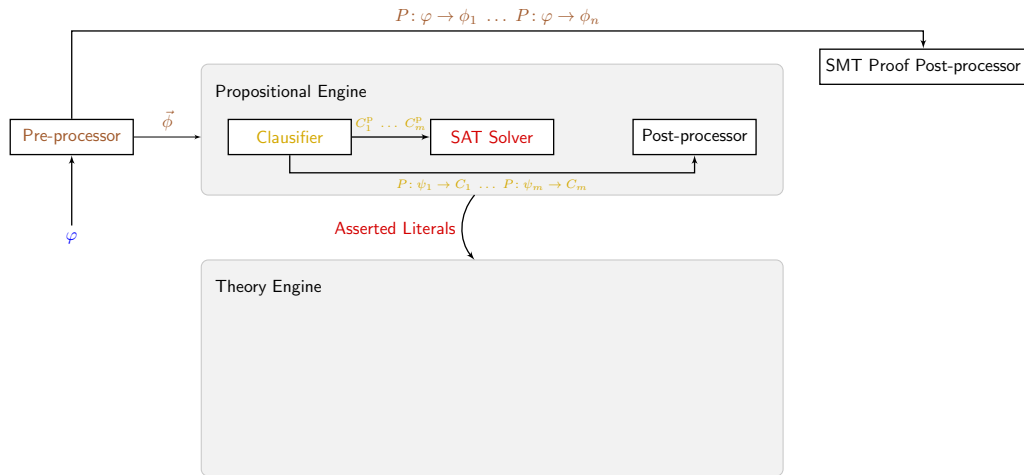 P : φ → ϕ₁ … P : φ → ϕₙ
SMT Proof Post-processor
Propositional Engine
Pre-processor
ϕ⃗
Clausifier
C₁ᵖ … Cₘᵖ
SAT Solver
Post-processor
P : ψ₁ → C₁ … P : ψₘ → Cₘ
Asserted Literals
φ
Theory Engine